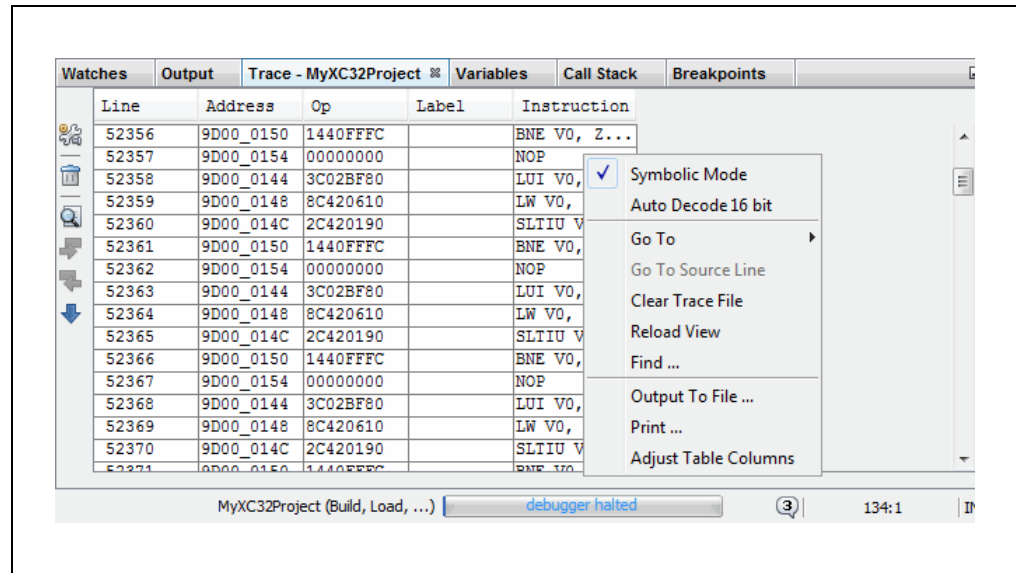 Watches Output Trace - MyXC32Project Variables Call Stack Breakpoints
Line Address Op Label Instruction
52356 9D00_0150 1440FFFC BNE V0, Z...
52357 9D00_0154 00000000 NOP
52358 9D00_0144 3C02BF80 LUI V0,
52359 9D00_0148 8C420610 LW V0,
52360 9D00_014C 2C420190 SLTIU V
52361 9D00_0150 1440FFFC BNE V0,
52362 9D00_0154 00000000 NOP
52363 9D00_0144 3C02BF80 LUI V0,
52364 9D00_0148 8C420610 LW V0,
52365 9D00_014C 2C420190 SLTIU V
52366 9D00_0150 1440FFFC BNE V0,
52367 9D00_0154 00000000 NOP
52368 9D00_0144 3C02BF80 LUI V0,
52369 9D00_0148 8C420610 LW V0,
52370 9D00_014C 2C420190 SLTIU V
52371 9D00_0150 1440FFFC BNE V0
Symbolic Mode
Auto Decode 16 bit
Go To
Go To Source Line
Clear Trace File
Reload View
Find ...
Output To File ...
Print ...
Adjust Table Columns
MyXC32Project (Build, Load, ...) debugger halted 3 134:1